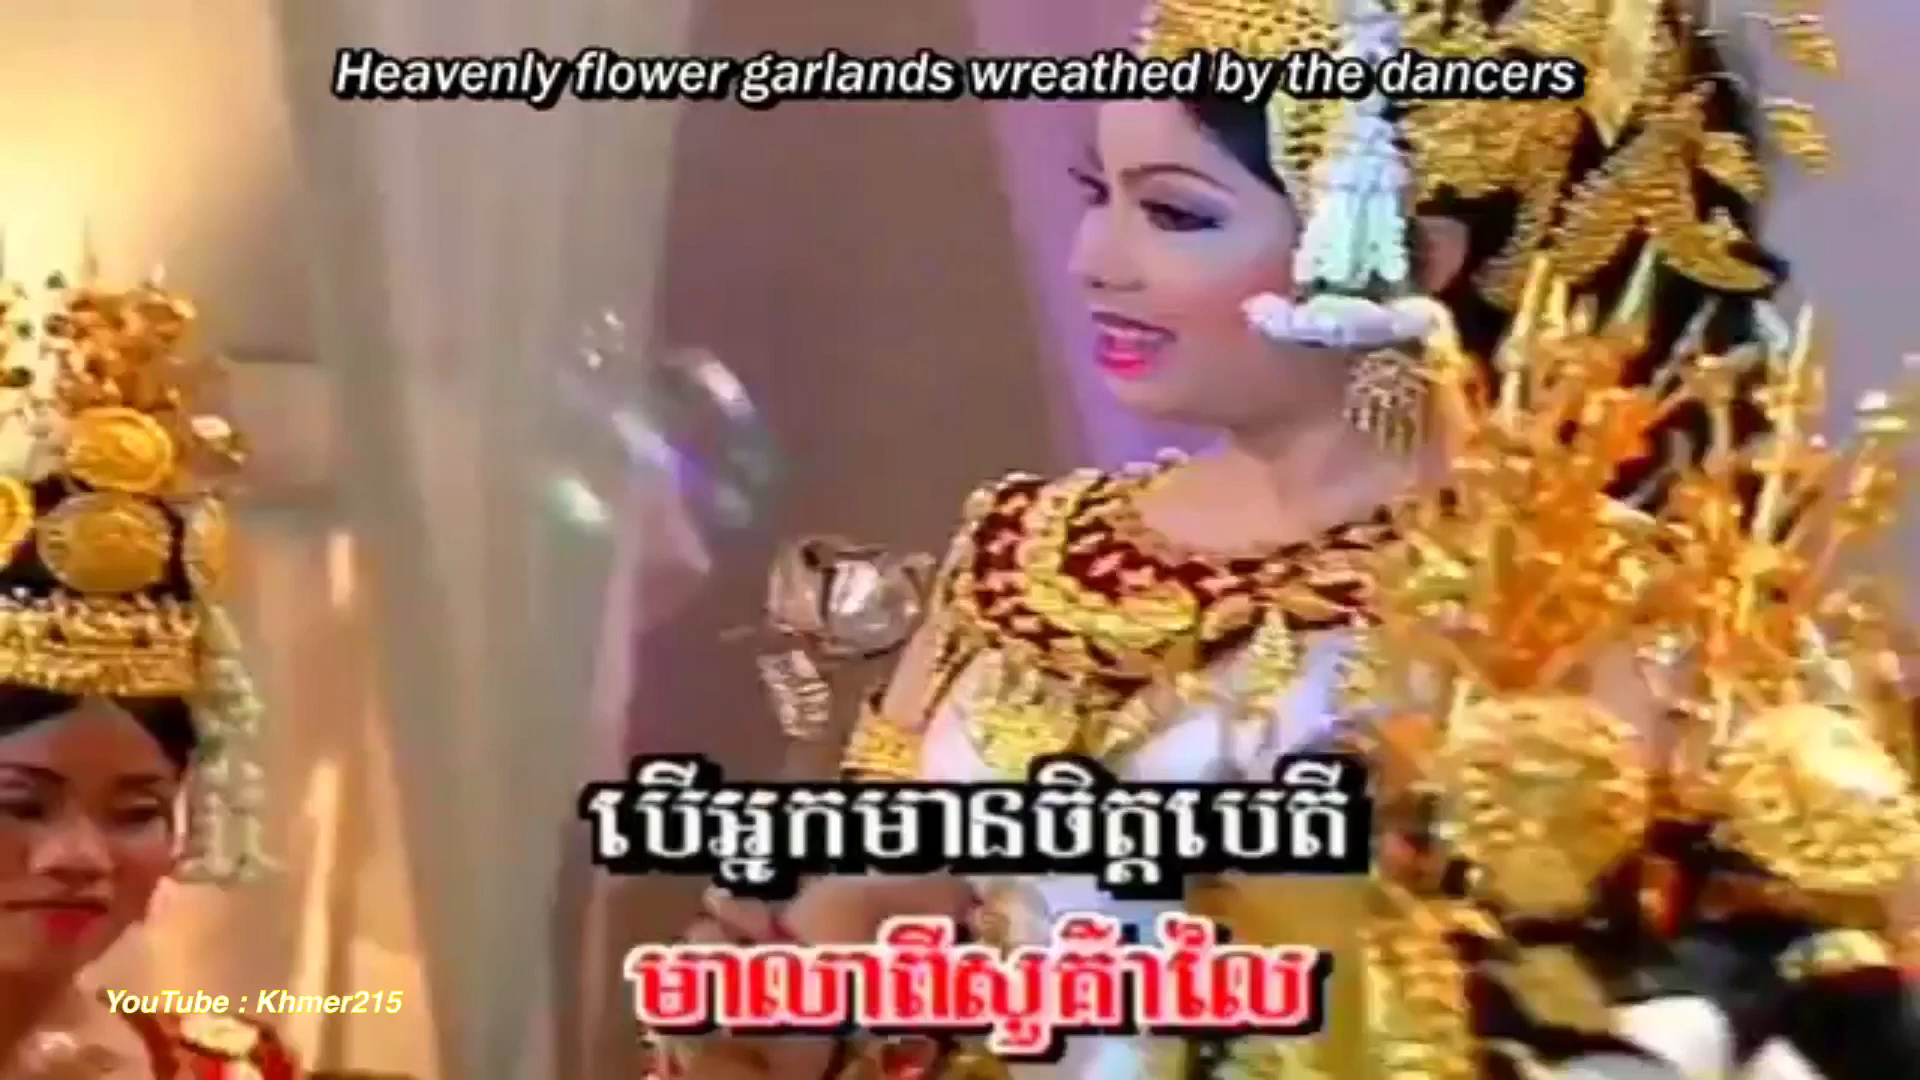 Heavenly flower garlands wreathed by the dancers
បើអ្នកមានចិត្តបេតី
មាលាពីសួគ៌ាល័យ
YouTube : Khmer215